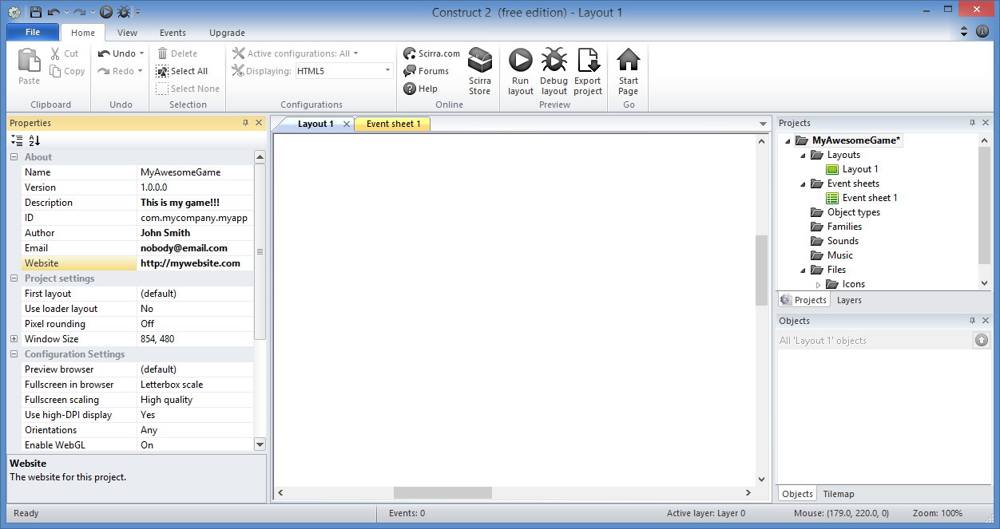 Construct 2 (free edition) - Layout 1
File Home View Events Upgrade
Paste Cut Copy
Clipboard
Undo Redo
Undo
Delete
Select All
Select None
Selection
Active configurations: All
Displaying: HTML5
Configurations
Scirra.com
Forums
Help
Scirra Store
Online
Run layout
Debug layout
Export project
Preview
Start Page
Go
Properties
About
Name MyAwesomeGame
Version 1.0.0.0
Description This is my game!!!
ID com.mycompany.myapp
Author John Smith
Email nobody@email.com
Website http://mywebsite.com
Project settings
First layout (default)
Use loader layout No
Pixel rounding Off
Window Size 854, 480
Configuration Settings
Preview browser (default)
Fullscreen in browser Letterbox scale
Fullscreen scaling High quality
Use high-DPI display Yes
Orientations Any
Enable WebGL On
Website
The website for this project.
Layout 1 Event sheet 1
Projects
MyAwesomeGame*
Layouts
Layout 1
Event sheets
Event sheet 1
Object types
Families
Sounds
Music
Files
Icons
Projects Layers
Objects
All 'Layout 1' objects
Objects Tilemap
Ready Events: 0 Active layer: Layer 0 Mouse: (179.0, 220.0, 0) Zoom: 100%